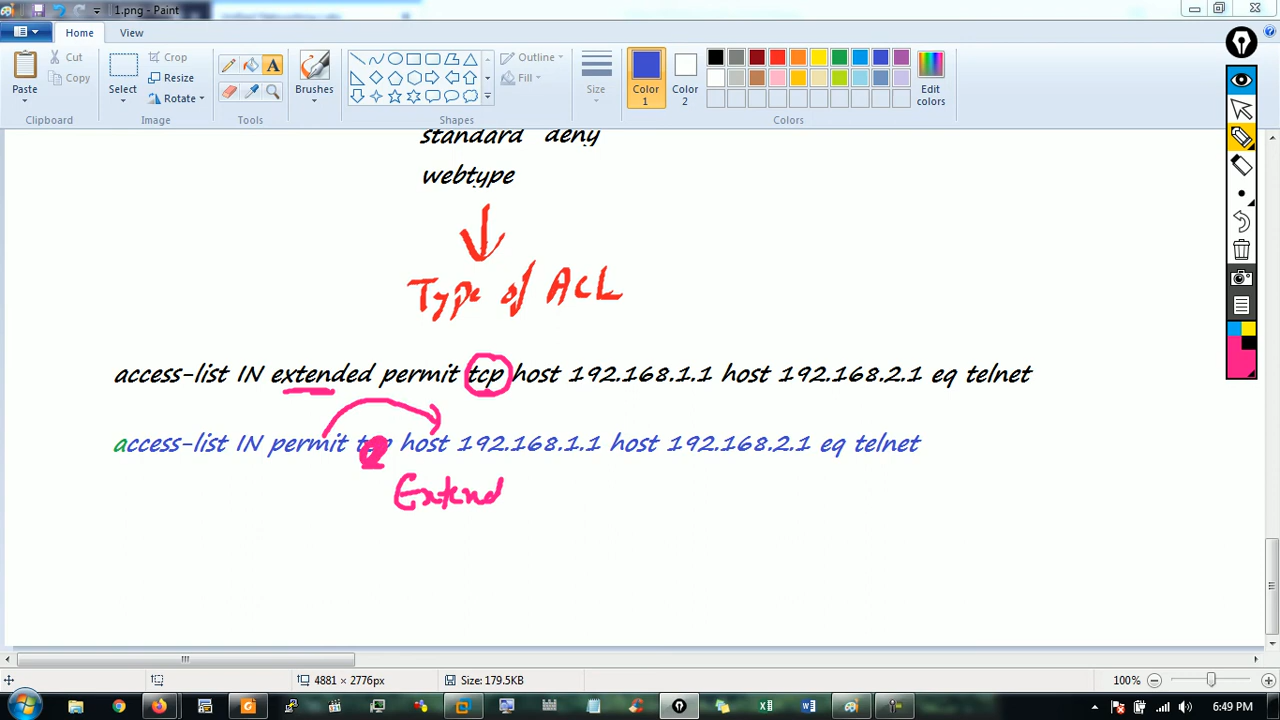 1.png - Paint
Home View
Paste
Cut
Copy
Clipboard
Select
Crop
Resize
Rotate
Image
Tools
Brushes
Outline
Fill
Shapes
Size
Color 1
Color 2
Edit colors
Colors
standard deny
webtype
Type of ACL
access-list IN extended permit tcp host 192.168.1.1 host 192.168.2.1 eq telnet
access-list IN permit host 192.168.1.1 host 192.168.2.1 eq telnet
Extend
4881 × 2776px
Size: 179.5KB
100%
6:49 PM